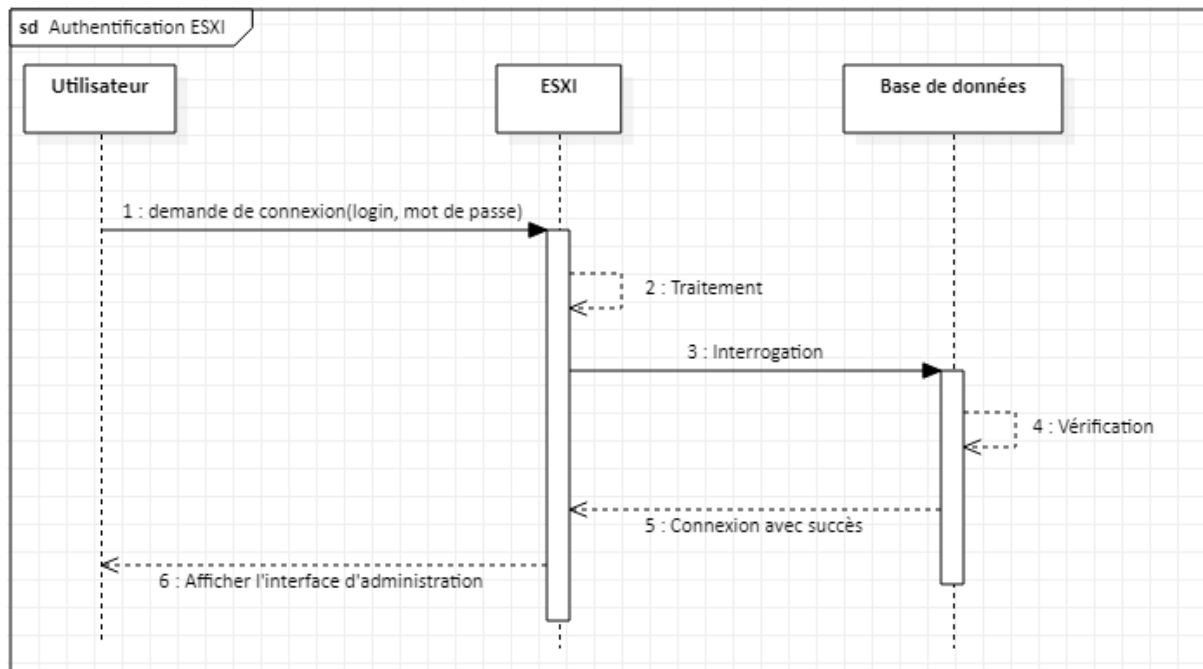 sd Authentification ESXI
Utilisateur
ESXI
Base de données
1 : demande de connexion(login, mot de passe)
2 : Traitement
3 : Interrogation
4 : Vérification
5 : Connexion avec succès
6 : Afficher l'interface d'administration